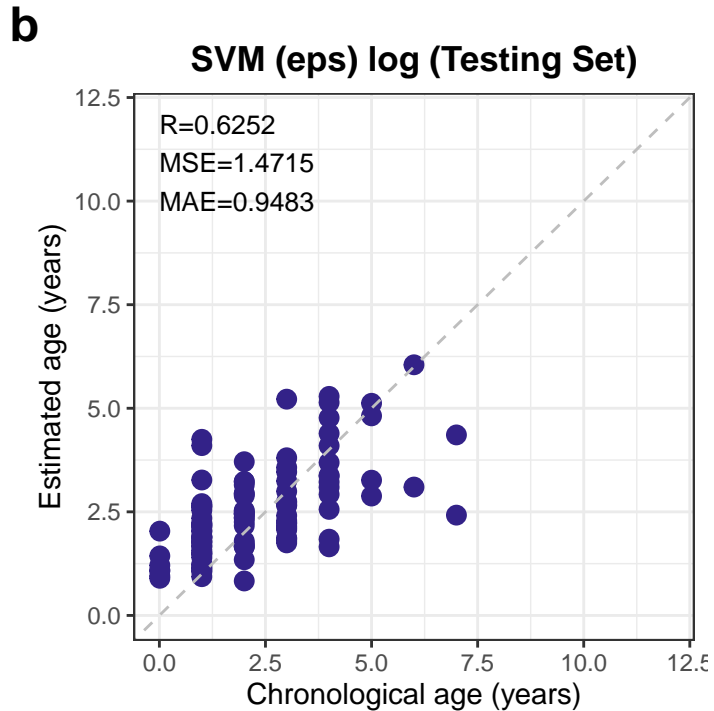 b
SVM (eps) log (Testing Set)
R=0.6252
MSE=1.4715
MAE=0.9483
12.5
10.0
7.5
5.0
2.5
0.0
Estimated age (years)
0.0 2.5 5.0 7.5 10.0 12.5
Chronological age (years)